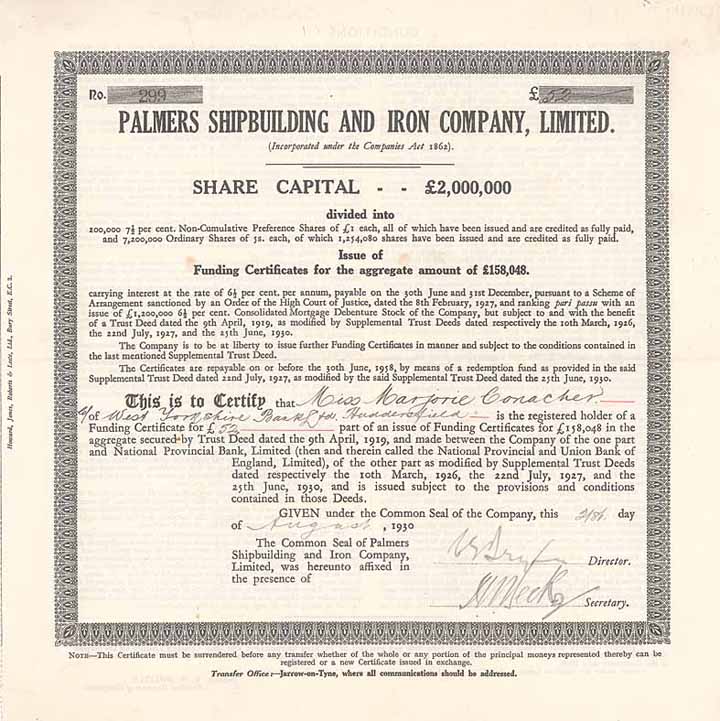 No. 299 £ 52
PALMERS SHIPBUILDING AND IRON COMPANY, LIMITED.
(Incorporated under the Companies Act 1862).
SHARE CAPITAL - - £2,000,000
divided into
200,000 7½ per cent. Non-Cumulative Preference Shares of £1 each, all of which have been issued and are credited as fully paid,
and 7,200,000 Ordinary Shares of 5s. each, of which 1,254,080 shares have been issued and are credited as fully paid.
Issue of
Funding Certificates for the aggregate amount of £158,048.
carrying interest at the rate of 6½ per cent. per annum, payable on the 30th June and 31st December, pursuant to a Scheme of
Arrangement sanctioned by an Order of the High Court of Justice, dated the 8th February, 1927, and ranking pari passu with an
issue of £1,200,000 6½ per cent. Consolidated Mortgage Debenture Stock of the Company, but subject to and with the benefit
of a Trust Deed dated the 9th April, 1919, as modified by Supplemental Trust Deeds dated respectively the 10th March, 1926,
the 22nd July, 1927, and the 25th June, 1930.
The Company is to be at liberty to issue further Funding Certificates in manner and subject to the conditions contained in
the last mentioned Supplemental Trust Deed.
The Certificates are repayable on or before the 30th June, 1958, by means of a redemption fund as provided in the said
Supplemental Trust Deed dated 22nd July, 1927, as modified by the said Supplemental Trust Deed dated the 25th June, 1930.
This is to Certify that Miss Marjorie Conacher
c/o of West Yorkshire Bank Ltd, Huddersfield is the registered holder of a
Funding Certificate for £ 52 part of an issue of Funding Certificates for £158,048 in the
aggregate secured by Trust Deed dated the 9th April, 1919, and made between the Company of the one part
and National Provincial Bank, Limited (then and therein called the National Provincial and Union Bank of
England, Limited), of the other part as modified by Supplemental Trust Deeds
dated respectively the 10th March, 1926, the 22nd July, 1927, and the
25th June, 1930, and is issued subject to the provisions and conditions
contained in those Deeds.
GIVEN under the Common Seal of the Company, this 21st day
of August, 1930
The Common Seal of Palmers
Shipbuilding and Iron Company,
Limited, was hereunto affixed in
the presence of
Director.
Secretary.
NOTE—This Certificate must be surrendered before any transfer whether of the whole or any portion of the principal moneys represented thereby can be
registered or a new Certificate issued in exchange.
Transfer Office:—Jarrow-on-Tyne, where all communications should be addressed.
Howard, Jones, Roberts & Leete, Ltd., Bury Street, E.C. 3.